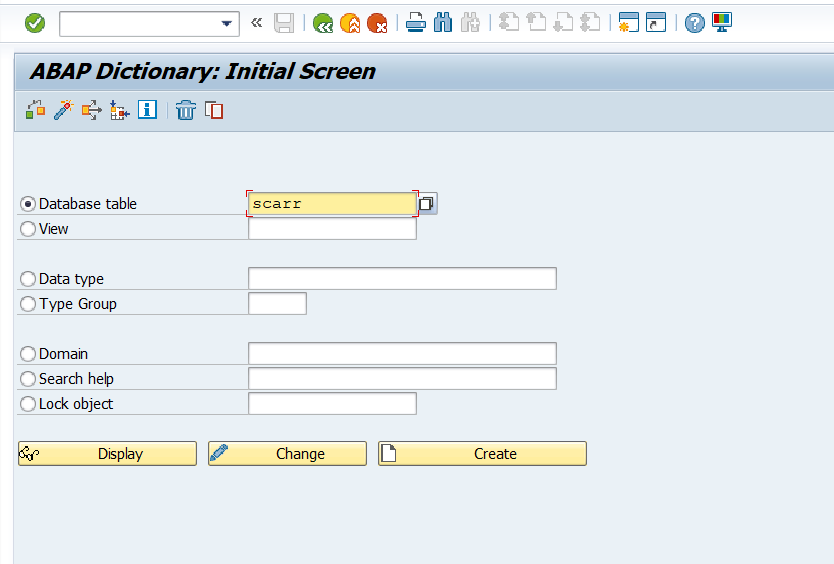 ABAP Dictionary: Initial Screen
Database table scarr
View
Data type
Type Group
Domain
Search help
Lock object
Display Change Create